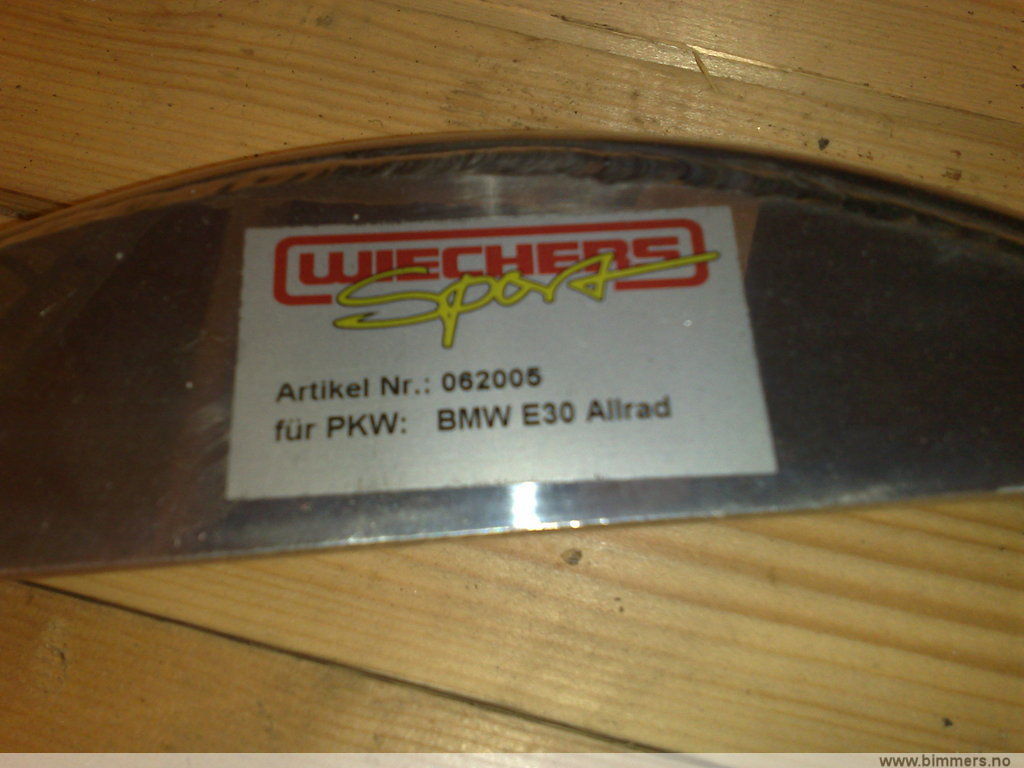 WIECHERS
Sport
Artikel Nr.: 062005
für PKW: BMW E30 Allrad
www.bimmers.no